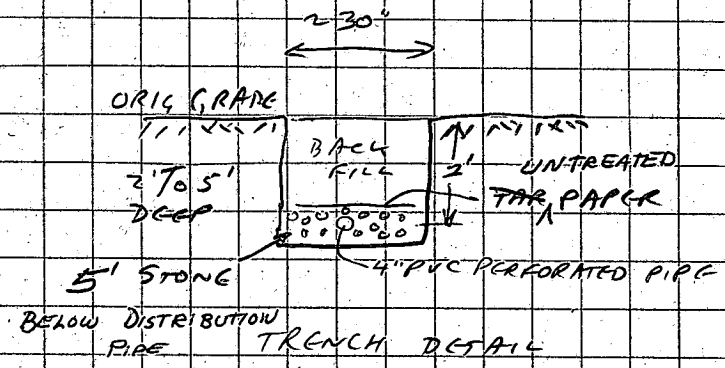 ~30"
ORIG GRADE
BACK
FILL
2'
2' TO 5'
DEEP
UNTREATED
TAR PAPER
5' STONE
BELOW DISTRIBUTION
PIPE
4" PVC PERFORATED PIPE
TRENCH DETAIL